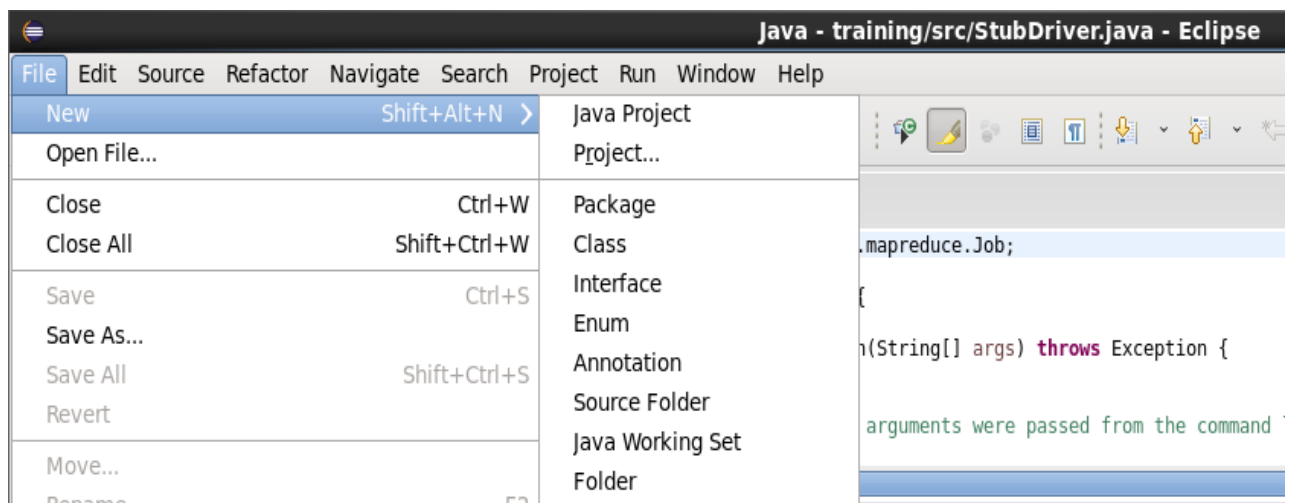 Java - training/src/StubDriver.java - Eclipse
File Edit Source Refactor Navigate Search Project Run Window Help
New Shift+Alt+N
Open File...
Close Ctrl+W
Close All Shift+Ctrl+W
Save Ctrl+S
Save As...
Save All Shift+Ctrl+S
Revert
Move...
Rename... F2
Java Project
Project...
Package
Class
Interface
Enum
Annotation
Source Folder
Java Working Set
Folder
.mapreduce.Job;
{
(String[] args) throws Exception {
arguments were passed from the command